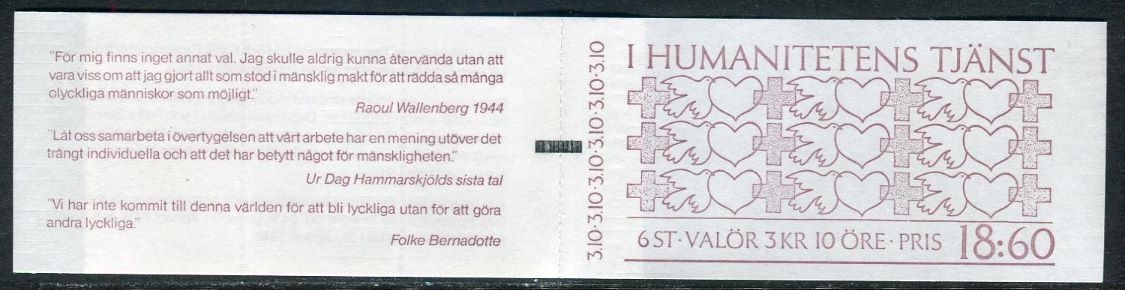 "För mig finns inget annat val. Jag skulle aldrig kunna återvända utan att
vara viss om att jag gjort allt som stod i mänsklig makt för att rädda så många
olyckliga människor som möjligt."
Raoul Wallenberg 1944
"Låt oss samarbeta i övertygelsen att vårt arbete har en mening utöver det
trångt individuella och att det har betytt något för mänskligheten."
Ur Dag Hammarskjölds sista tal
"Vi har inte kommit till denna världen för att bli lyckliga utan för att göra
andra lyckliga."
Folke Bernadotte
3.10·3.10·3.10·3.10·3.10·3.10
I HUMANITETENS TJÄNST
6 ST·VALÖR 3 KR 10 ÖRE·PRIS 18:60